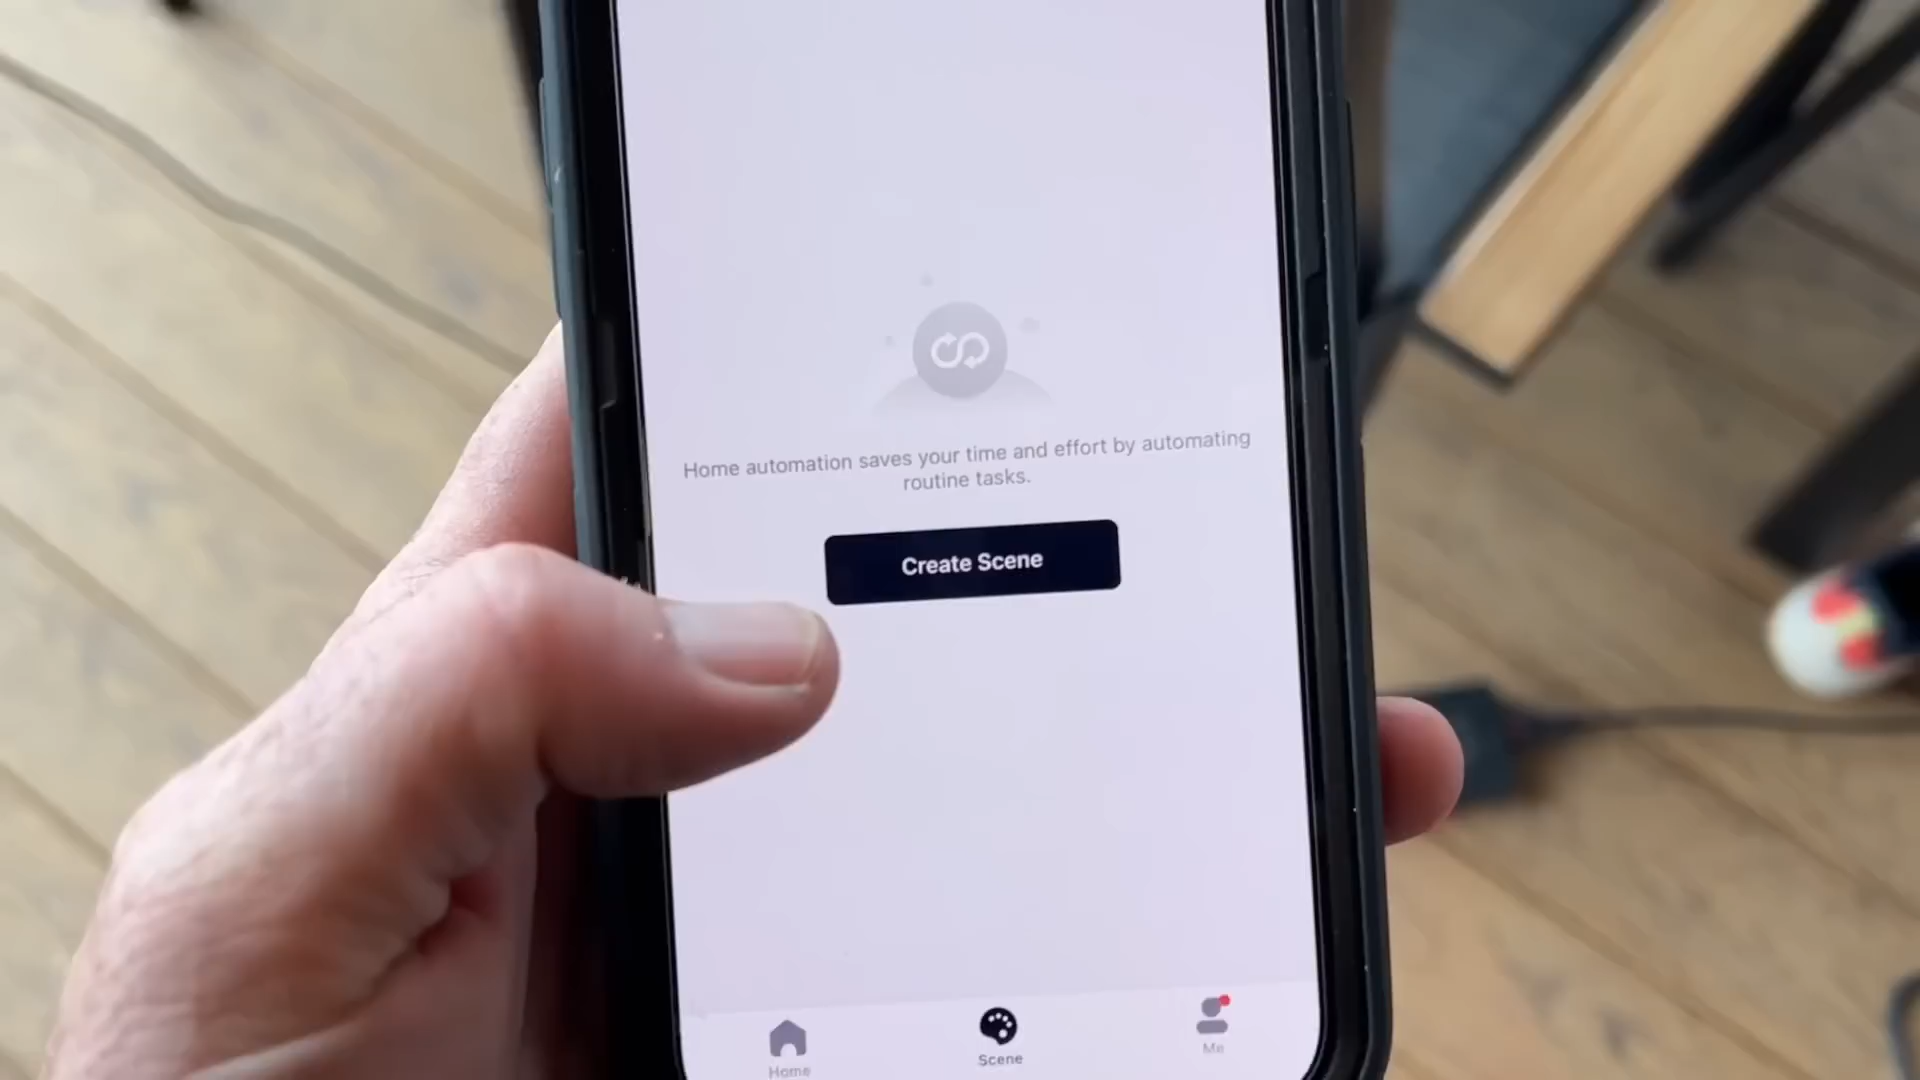 Home automation saves your time and effort by automating
routine tasks.
Create Scene
Home
Scene
Me